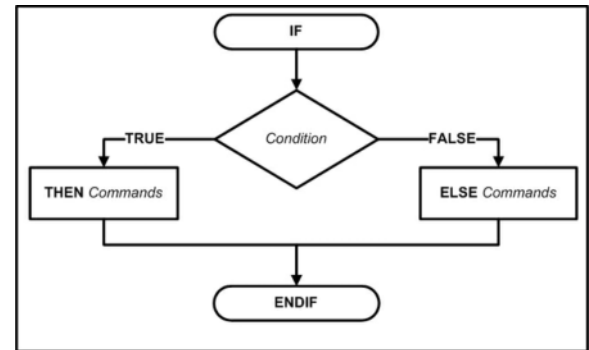 IF
TRUE
Condition
FALSE
THEN Commands
ELSE Commands
ENDIF